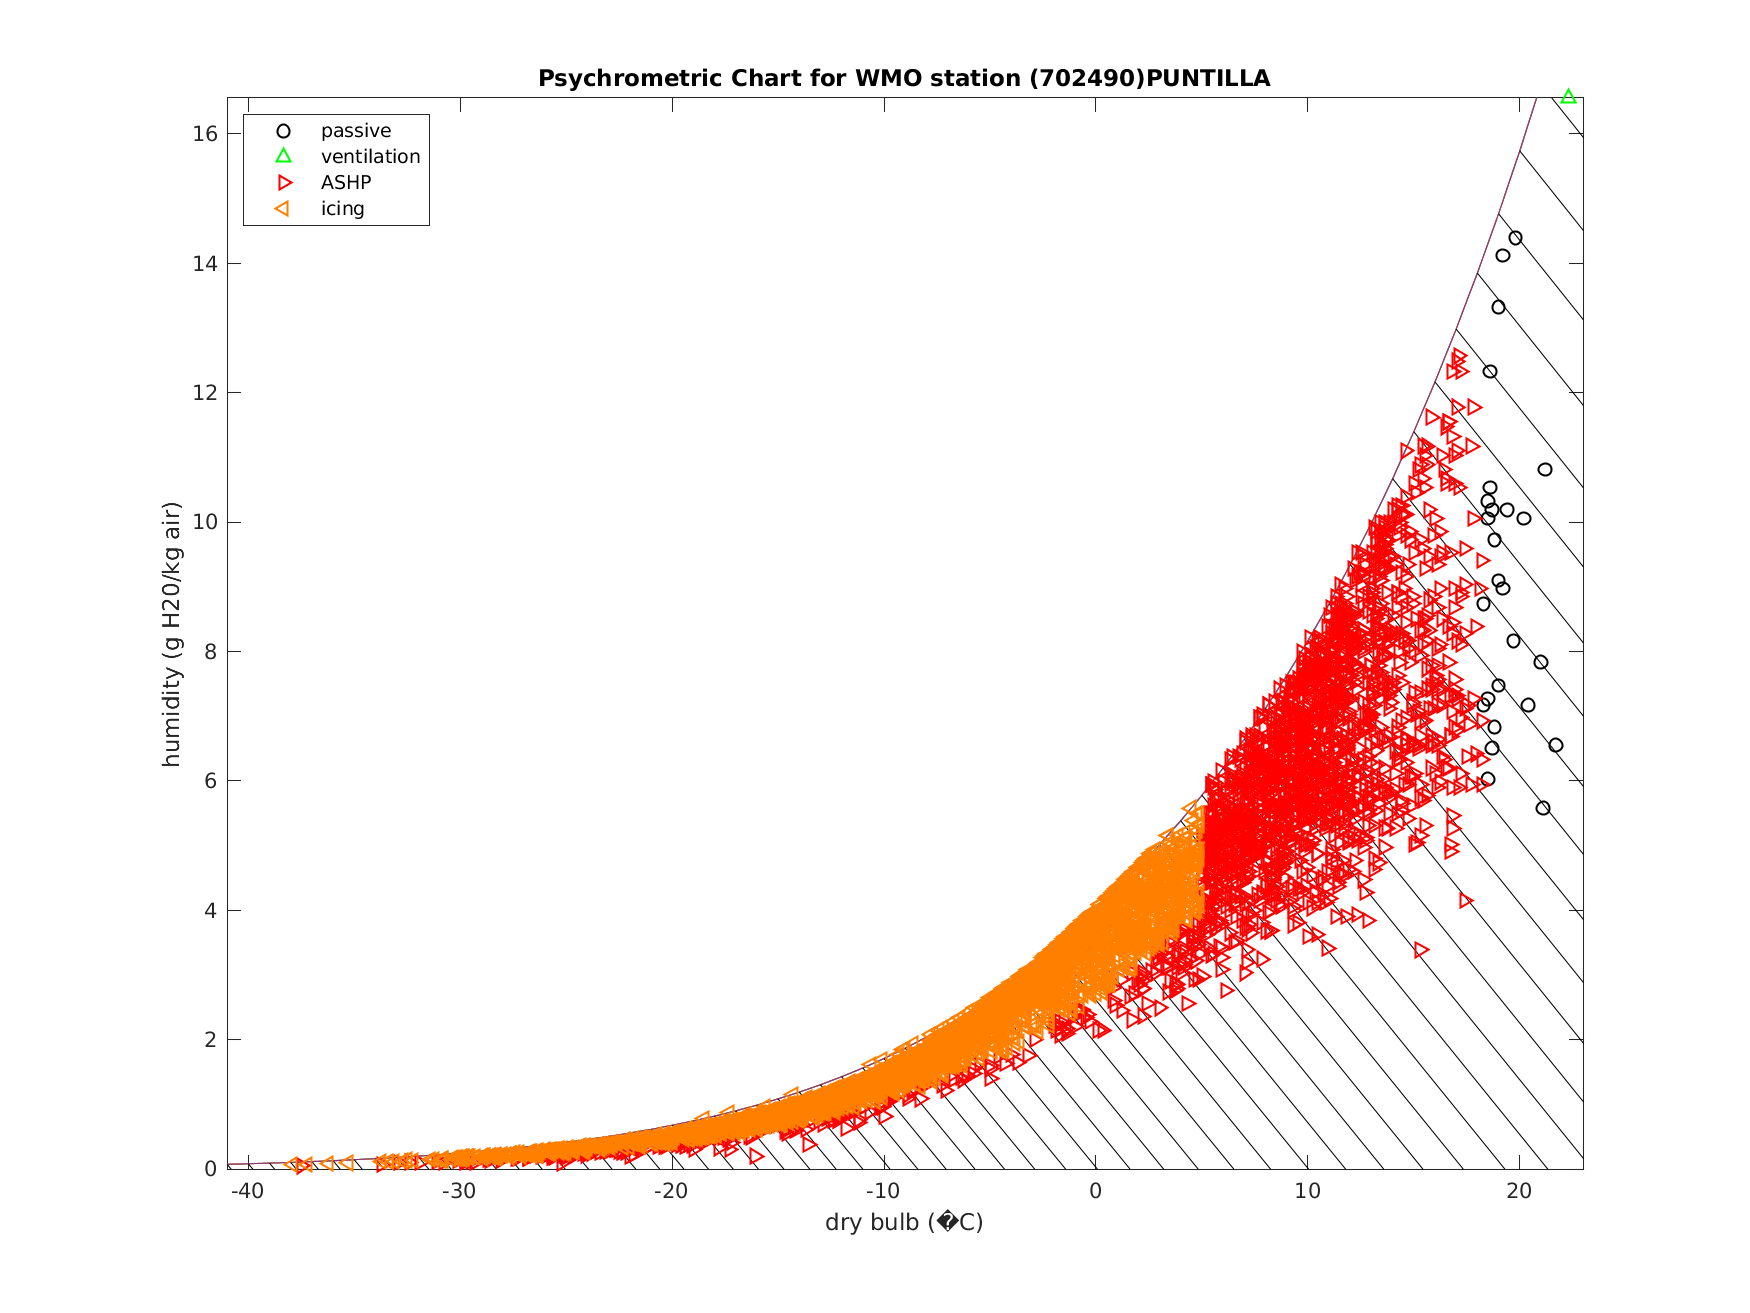 Psychrometric Chart for WMO station (702490)PUNTILLA
passive
ventilation
ASHP
icing
16
14
12
10
8
6
4
2
0
humidity (g H20/kg air)
-40 -30 -20 -10 0 10 20
dry bulb (�C)